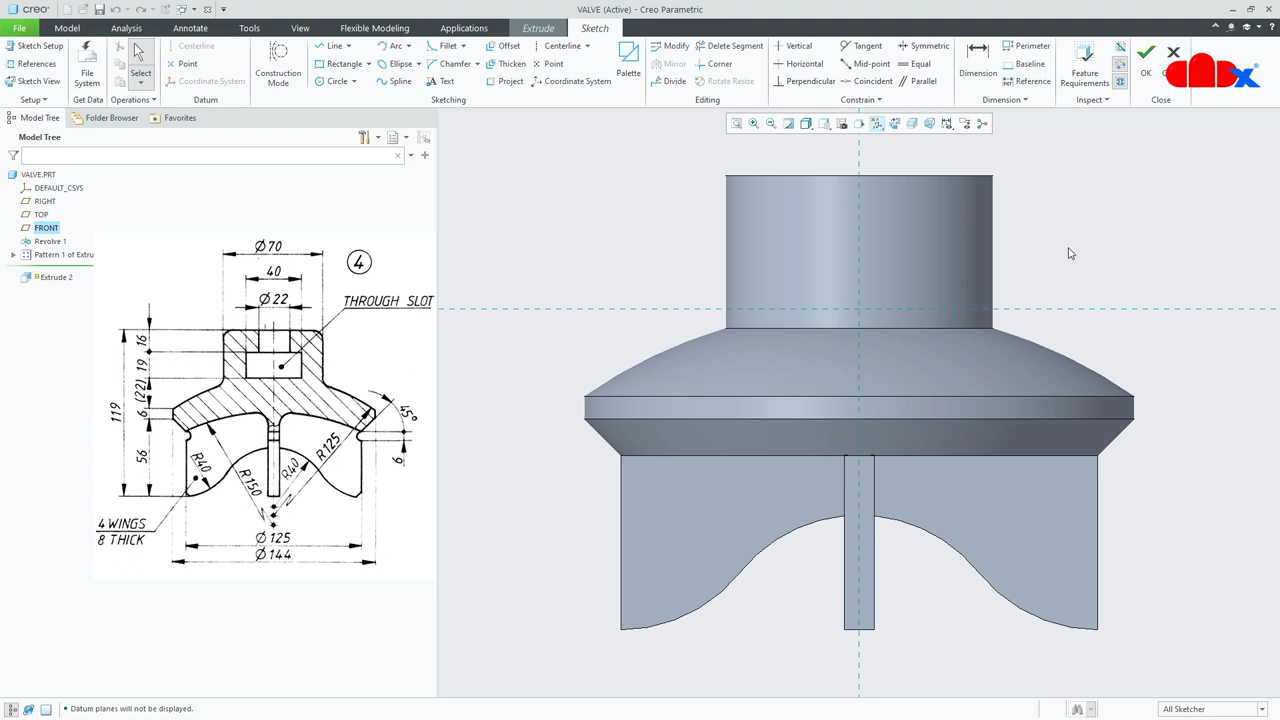 creo
VALVE (Active) - Creo Parametric
File
Model
Analysis
Annotate
Tools
View
Flexible Modeling
Applications
Extrude
Sketch
Sketch Setup
References
Sketch View
Setup
File System
Get Data
Select
Operations
Centerline
Point
Coordinate System
Datum
Construction Mode
Line
Rectangle
Circle
Arc
Ellipse
Spline
Fillet
Chamfer
Text
Offset
Thicken
Project
Centerline
Point
Coordinate System
Palette
Sketching
Modify
Mirror
Divide
Delete Segment
Corner
Rotate Resize
Editing
Vertical
Horizontal
Perpendicular
Tangent
Mid-point
Coincident
Symmetric
Equal
Parallel
Constrain
Dimension
Perimeter
Baseline
Reference
Dimension
Feature Requirements
Inspect
OK
Close
Model Tree
Folder Browser
Favorites
Model Tree
VALVE.PRT
DEFAULT_CSYS
RIGHT
TOP
FRONT
Revolve 1
Pattern 1 of Extru
Extrude 2
Ø70
4
40
Ø22
THROUGH SLOT
16
19
(22)
6
119
56
45°
6
R40
R150
R40
R125
4 WINGS
8 THICK
Ø125
Ø144
Datum planes will not be displayed.
All Sketcher